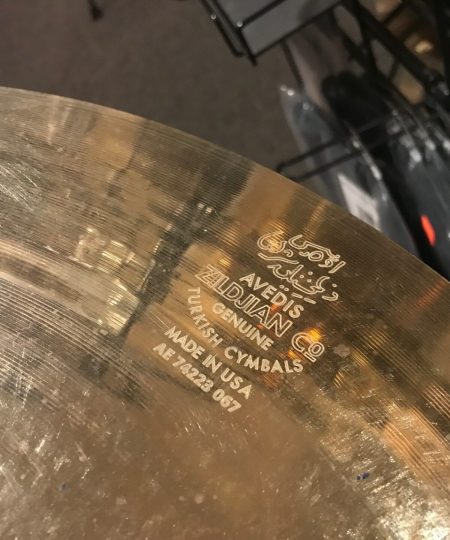 AVEDIS
ZILDJIAN CO
GENUINE
TURKISH CYMBALS
MADE IN USA
AE 74223 067